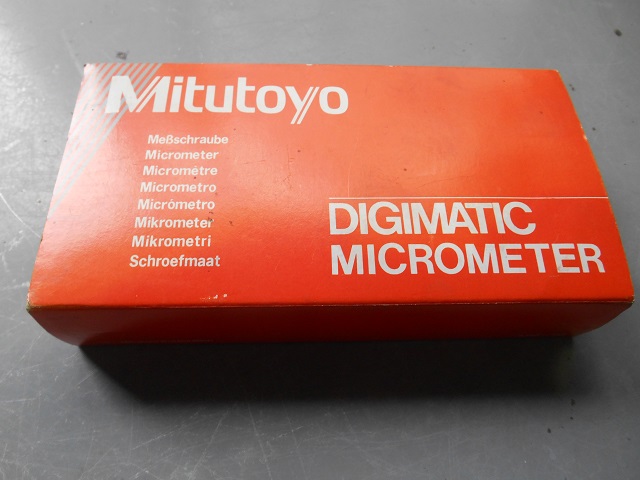 Mitutoyo
Meßschraube
Micrometer
Micromètre
Micrometro
Micrómetro
Mikrometer
Mikrometri
Schroefmaat
DIGIMATIC
MICROMETER